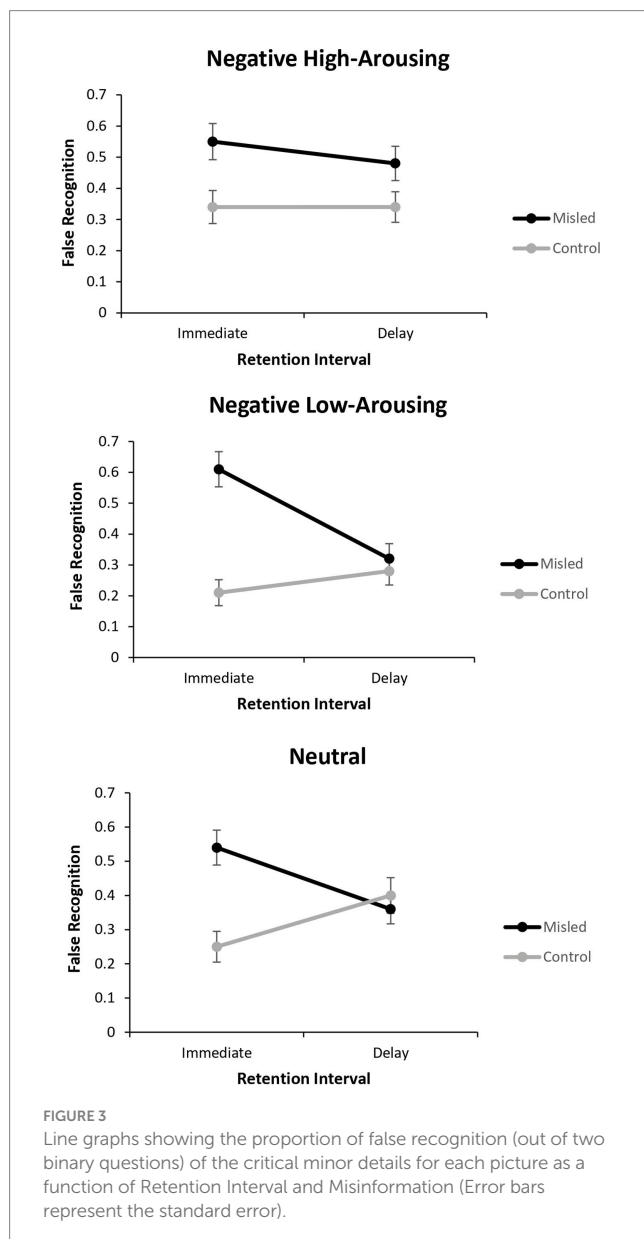 Negative High-Arousing
0.7
0.6
0.5
0.4
0.3
0.2
0.1
0
False Recognition
Immediate
Delay
Retention Interval
Misled
Control
Negative Low-Arousing
0.7
0.6
0.5
0.4
0.3
0.2
0.1
0
False Recognition
Immediate
Delay
Retention Interval
Misled
Control
Neutral
0.7
0.6
0.5
0.4
0.3
0.2
0.1
0
False Recognition
Immediate
Delay
Retention Interval
Misled
Control
FIGURE 3
Line graphs showing the proportion of false recognition (out of two
binary questions) of the critical minor details for each picture as a
function of Retention Interval and Misinformation (Error bars
represent the standard error).